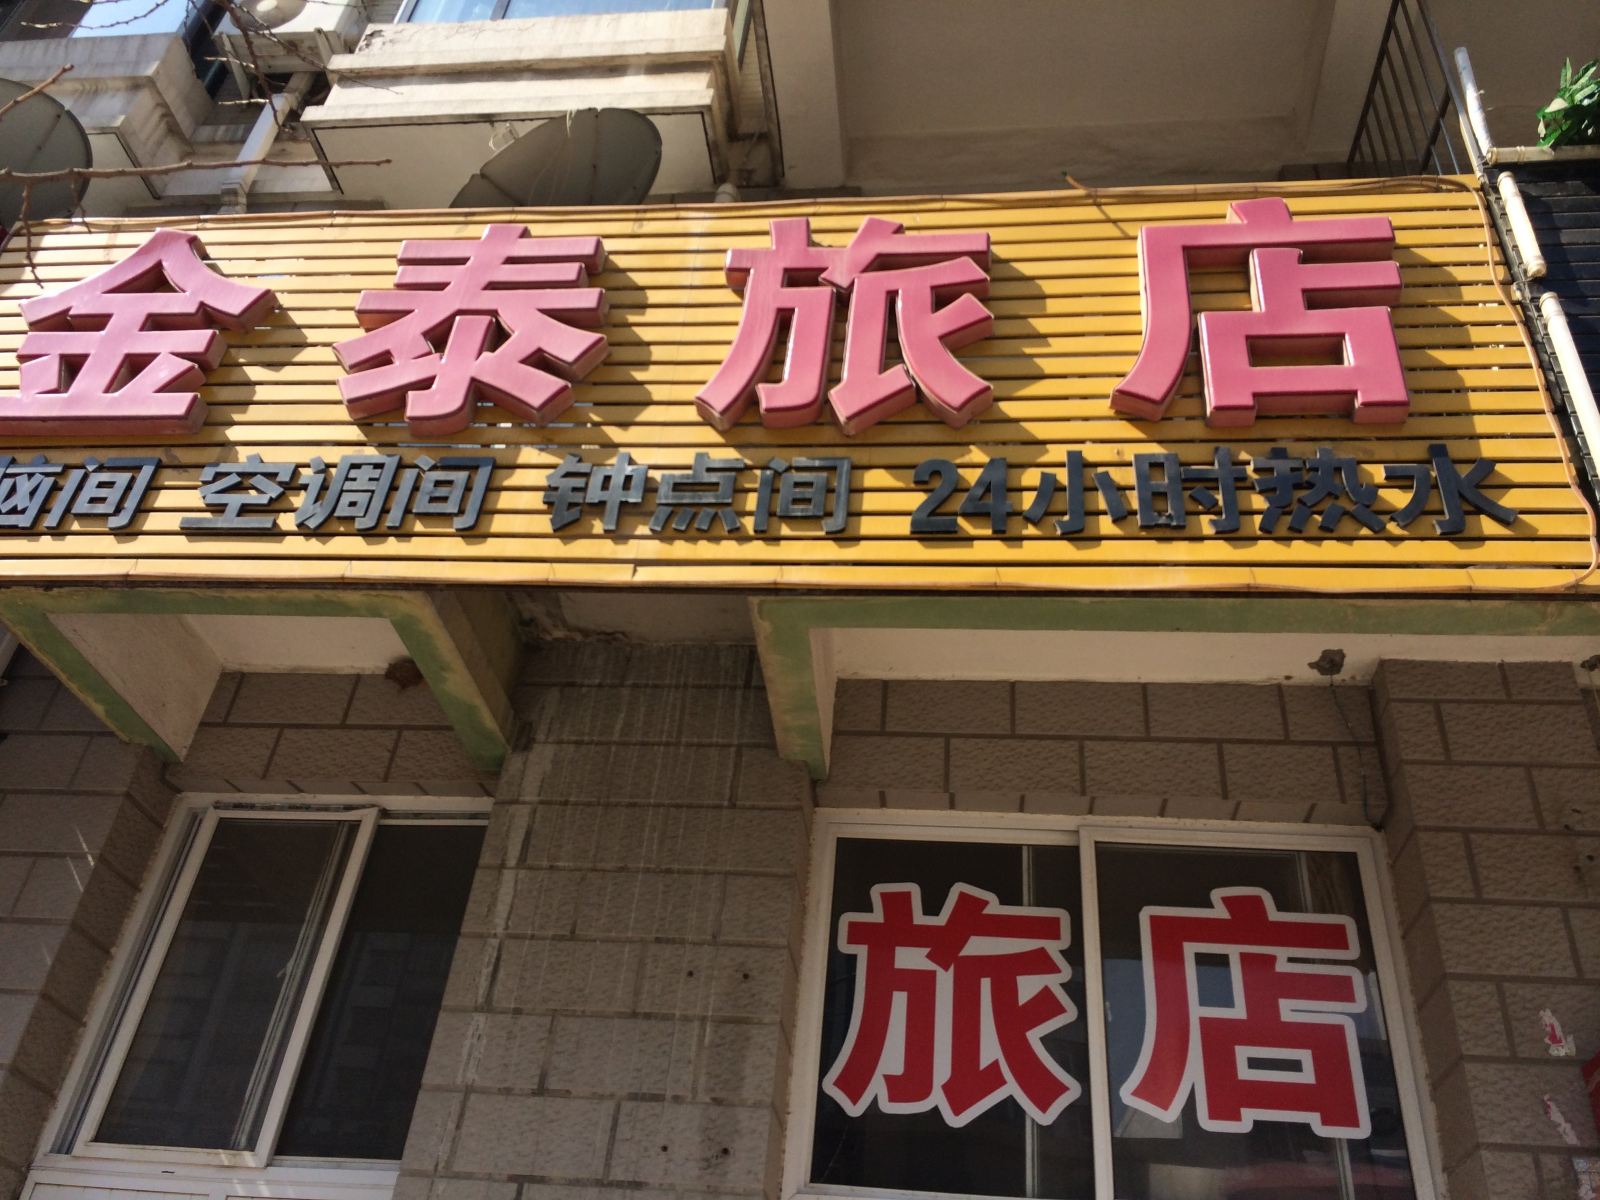 金泰旅店
脑间 空调间 钟点间 24小时热水
旅店